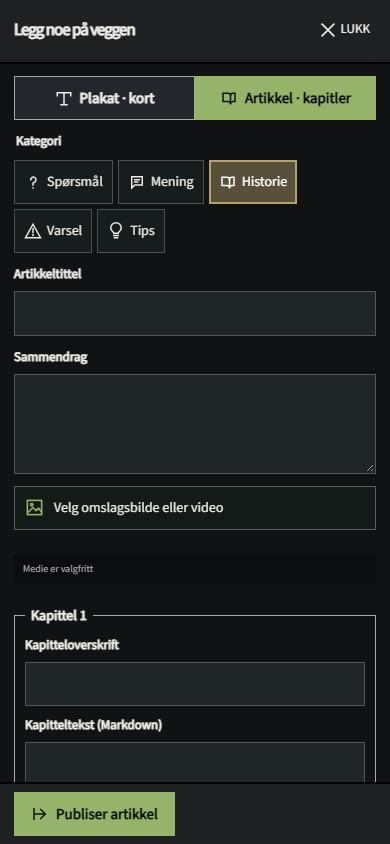 Legg noe på veggen
LUKK
Plakat · kort
Artikkel · kapitler
Kategori
? Spørsmål
Mening
Historie
Varsel
Tips
Artikkeltittel
Sammendrag
Velg omslagsbilde eller video
Medie er valgfritt
Kapittel 1
Kapitteloverskrift
Kapitteltekst (Markdown)
Publiser artikkel